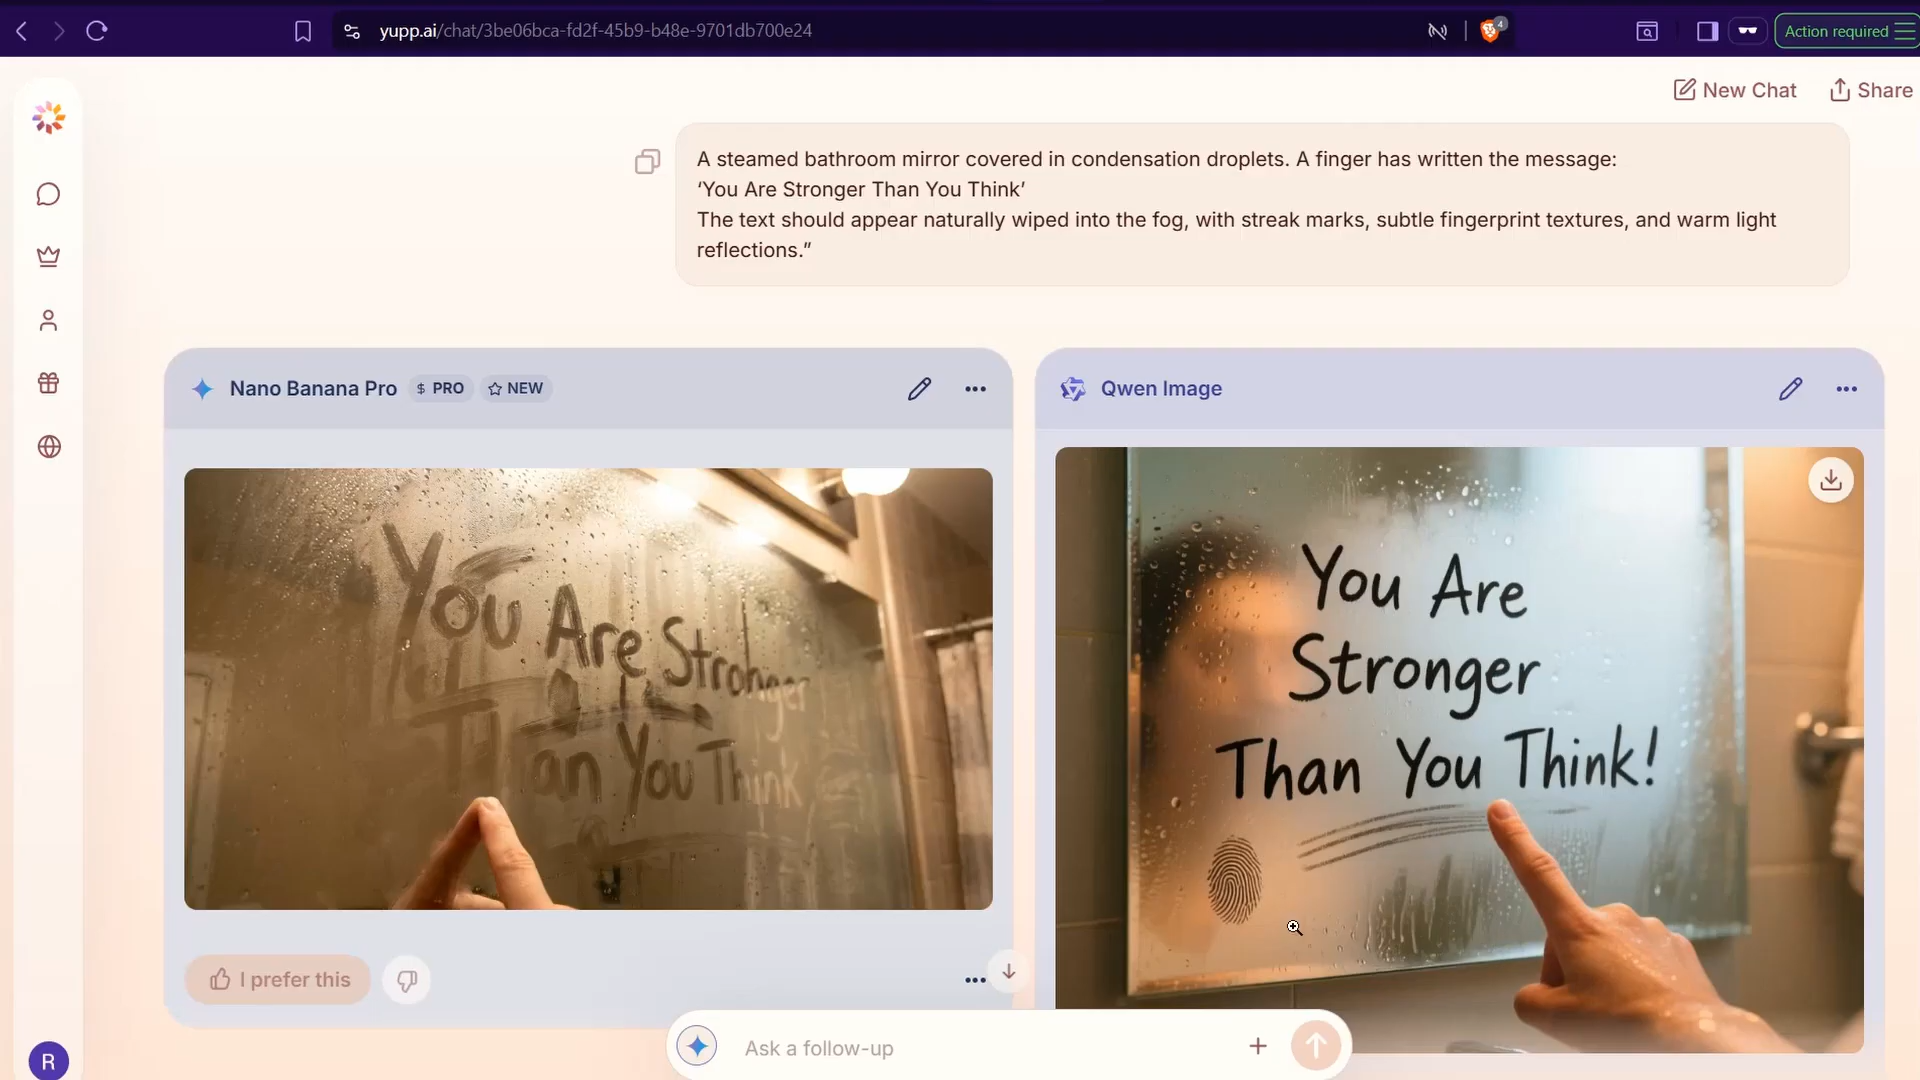 yupp.ai/chat/3be06bca-fd2f-45b9-b48e-9701db700e24
4
Action required
New Chat
Share
A steamed bathroom mirror covered in condensation droplets. A finger has written the message:
‘You Are Stronger Than You Think’
The text should appear naturally wiped into the fog, with streak marks, subtle fingerprint textures, and warm light
reflections.”
Nano Banana Pro
$ PRO
NEW
Qwen Image
You Are Stronger
Than You Think
You Are
Stronger
Than You Think!
I prefer this
Ask a follow-up
R